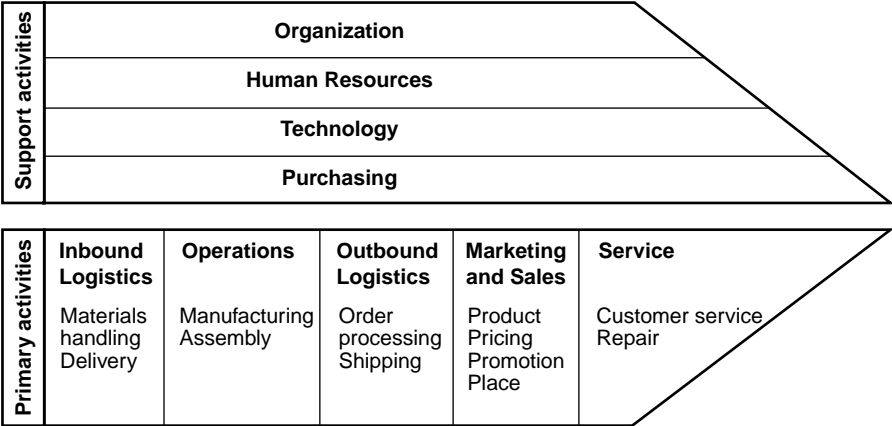 Support activities
Organization
Human Resources
Technology
Purchasing
Primary activities
Inbound
Logistics
Materials
handling
Delivery
Operations
Manufacturing
Assembly
Outbound
Logistics
Order
processing
Shipping
Marketing
and Sales
Product
Pricing
Promotion
Place
Service
Customer service
Repair